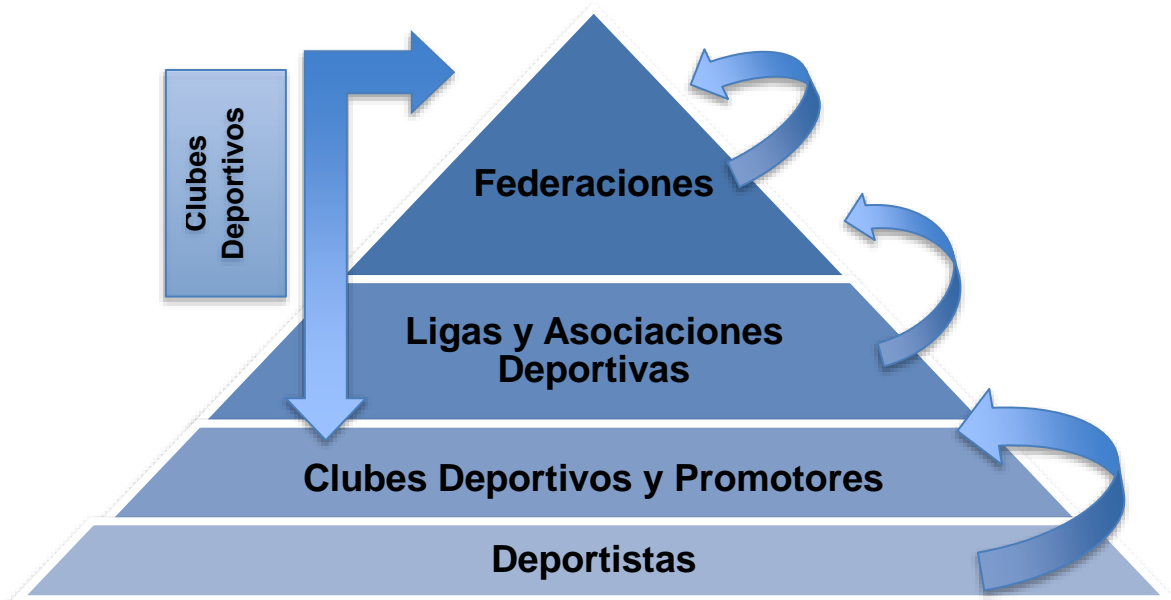 Clubes
Deportivos
Federaciones
Ligas y Asociaciones
Deportivas
Clubes Deportivos y Promotores
Deportistas